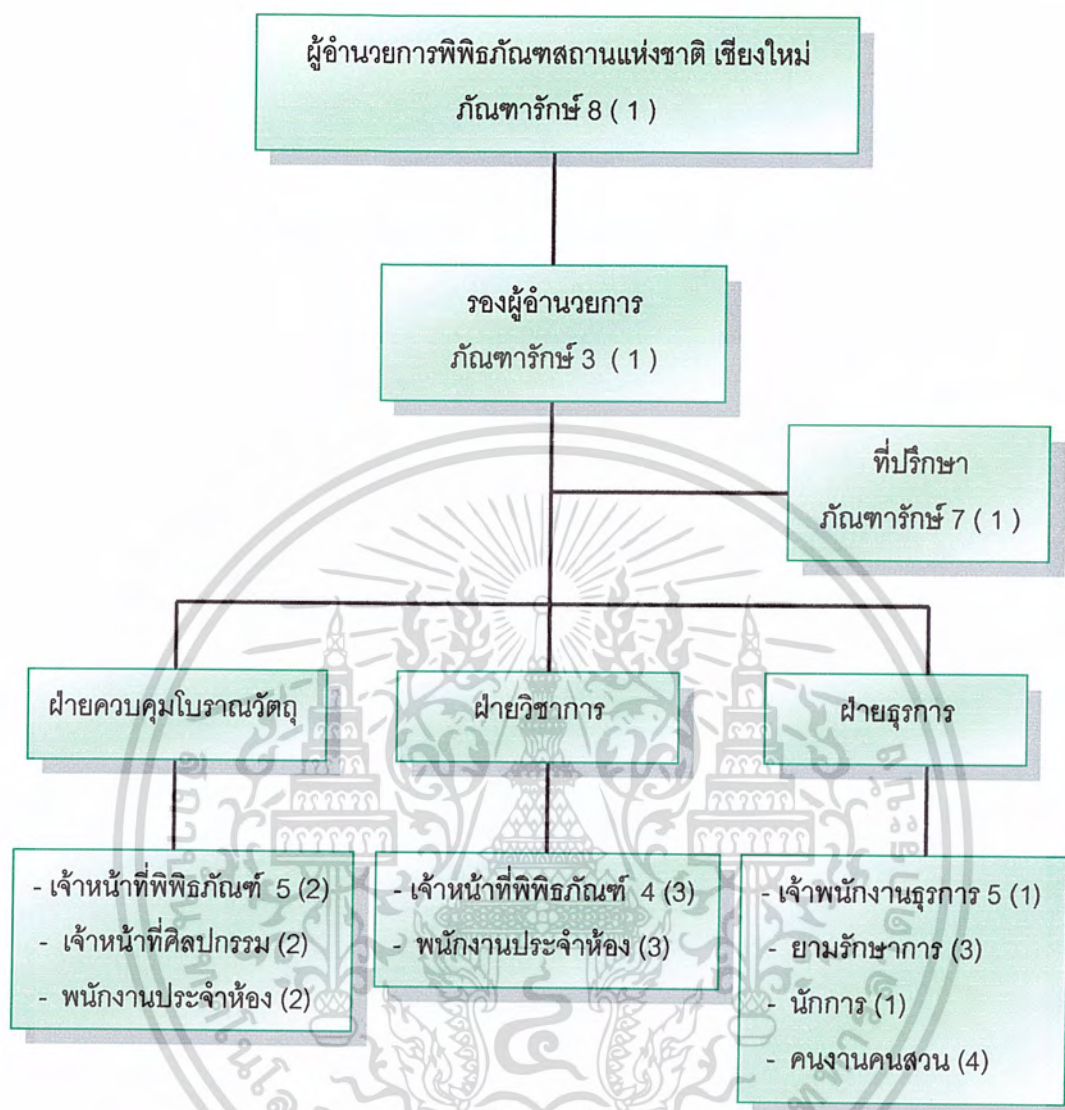 ผู้อำนวยการพิพิธภัณฑสถานแห่งชาติ เชียงใหม่
ภัณฑารักษ์ 8 ( 1 )
รองผู้อำนวยการ
ภัณฑารักษ์ 3 ( 1 )
ที่ปรึกษา
ภัณฑารักษ์ 7 ( 1 )
ฝ่ายควบคุมโบราณวัตถุ
ฝ่ายวิชาการ
ฝ่ายธุรการ
- เจ้าหน้าที่พิพิธภัณฑ์ 5 (2)
- เจ้าหน้าที่ศิลปกรรม (2)
- พนักงานประจำห้อง (2)
- เจ้าหน้าที่พิพิธภัณฑ์ 4 (3)
- พนักงานประจำห้อง (3)
- เจ้าพนักงานธุรการ 5 (1)
- ยามรักษาการ (3)
- นักการ (1)
- คนงานคนสวน (4)